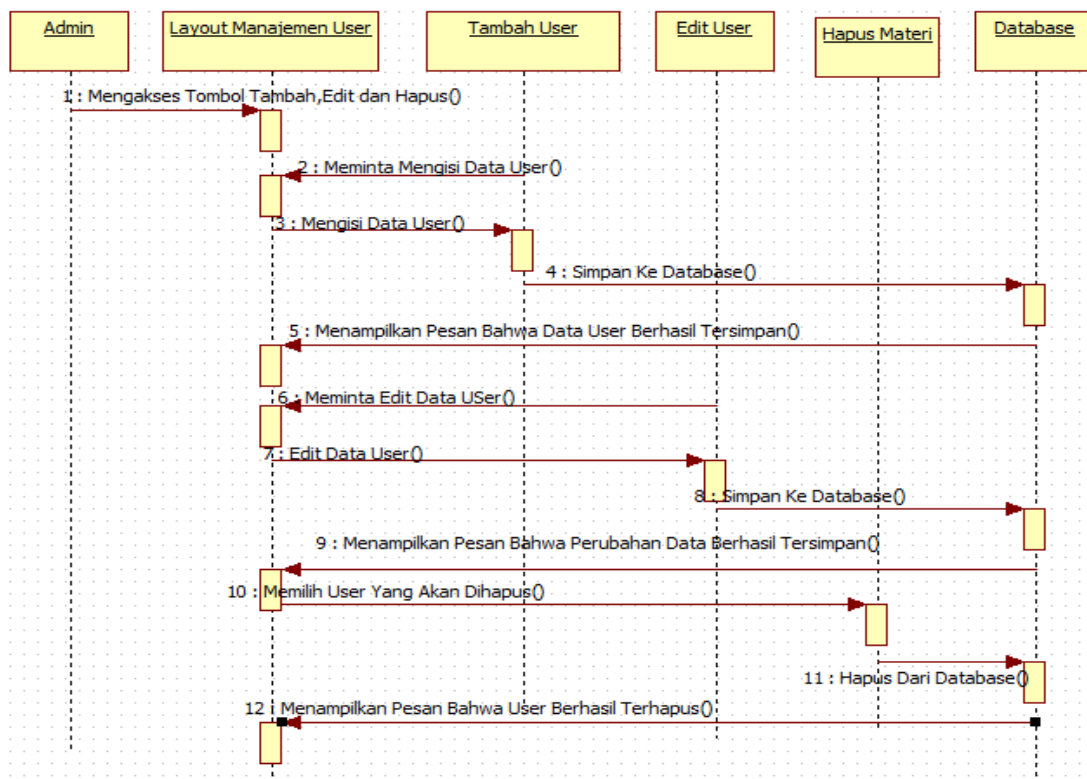 Admin
Layout Manajemen User
Tambah User
Edit User
Hapus Materi
Database
1 : Mengakses Tombol Tambah,Edit dan Hapus()
2 : Meminta Mengisi Data User()
3 : Mengisi Data User()
4 : Simpan Ke Database()
5 : Menampilkan Pesan Bahwa Data User Berhasil Tersimpan()
6 : Meminta Edit Data USer()
7 : Edit Data User()
8 : Simpan Ke Database()
9 : Menampilkan Pesan Bahwa Perubahan Data Berhasil Tersimpan()
10 : Memilih User Yang Akan Dihapus()
11 : Hapus Dari Database()
12 : Menampilkan Pesan Bahwa User Berhasil Terhapus()